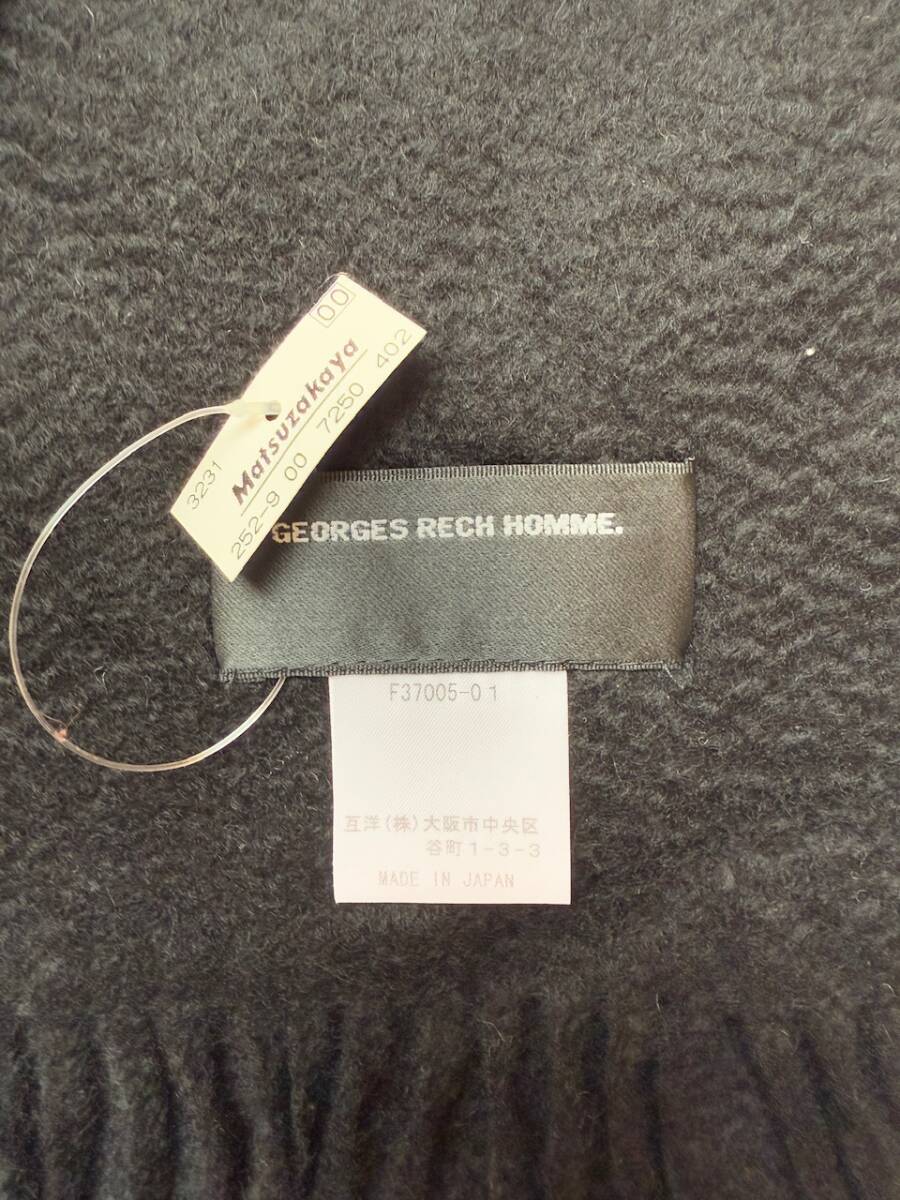 00
Matsuzakaya
3231
252-9 00 7250 402
GEORGES RECH HOMME.
F37005-01
互洋(株)大阪市中央区
谷町1-3-3
MADE IN JAPAN